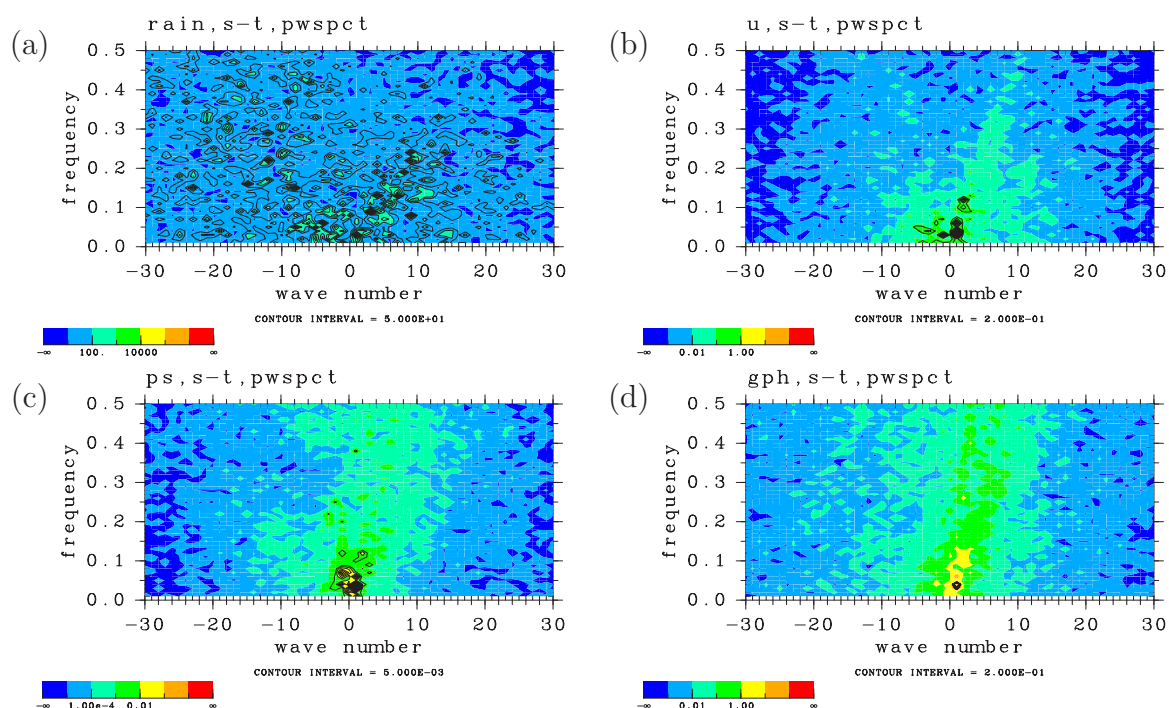 (a)
rain,s-t,pwspct
0.5
0.4
0.3
0.2
0.1
0.0
frequency
-30 -20 -10 0 10 20 30
wave number
CONTOUR INTERVAL = 5.000E+01
-∞ 100. 10000 ∞
(b)
u,s-t,pwspct
0.5
0.4
0.3
0.2
0.1
0.0
frequency
-30 -20 -10 0 10 20 30
wave number
CONTOUR INTERVAL = 2.000E-01
-∞ 0.01 1.00 ∞
(c)
ps,s-t,pwspct
0.5
0.4
0.3
0.2
0.1
0.0
frequency
-30 -20 -10 0 10 20 30
wave number
CONTOUR INTERVAL = 5.000E-03
-∞ 1.00e-4 0.01 ∞
(d)
gph,s-t,pwspct
0.5
0.4
0.3
0.2
0.1
0.0
frequency
-30 -20 -10 0 10 20 30
wave number
CONTOUR INTERVAL = 2.000E-01
-∞ 0.01 1.00 ∞